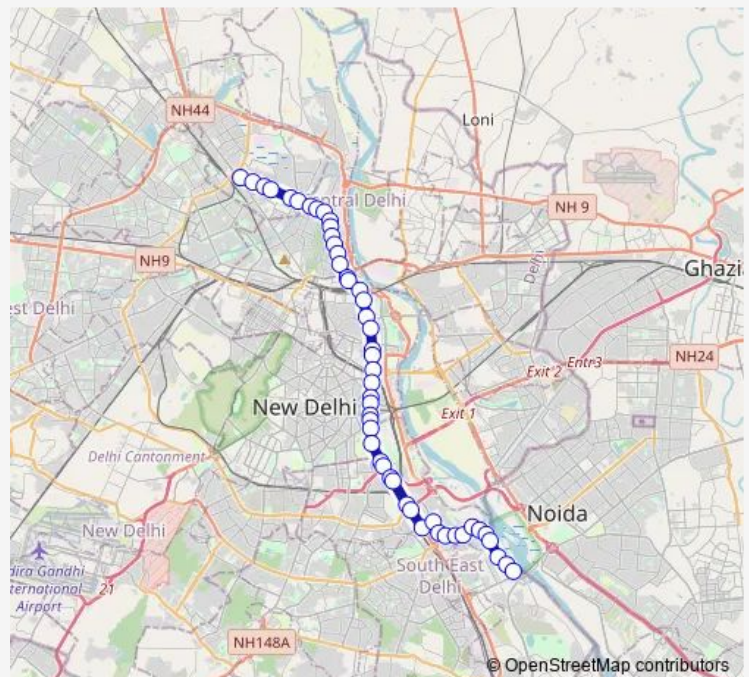 NH44
Loni
Central Delhi
NH 9
Delhi
NH9
Ghazi
est Delhi
NH24
Entr3
Exit 2
New Delhi
Exit 1
Delhi Cantonment
Noida
New Delhi
dira Gandhi
nternational
Airport
21
South East
Delhi
NH148A
© OpenStreetMap contributors